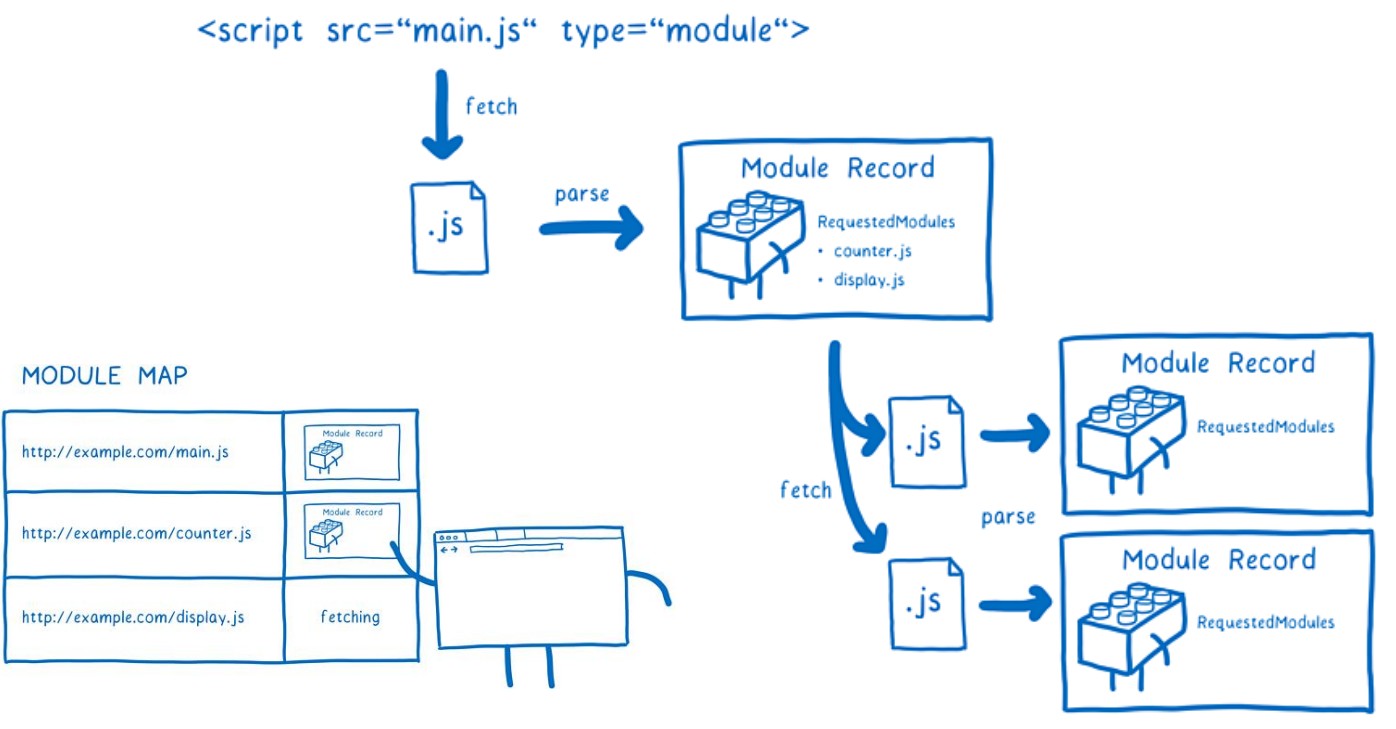 <script src=“main.js“ type=“module“>
fetch
.js
parse
Module Record
RequestedModules
• counter.js
• display.js
MODULE MAP
http://example.com/main.js
Module Record
http://example.com/counter.js
Module Record
http://example.com/display.js
fetching
fetch
.js
parse
.js
Module Record
RequestedModules
Module Record
RequestedModules